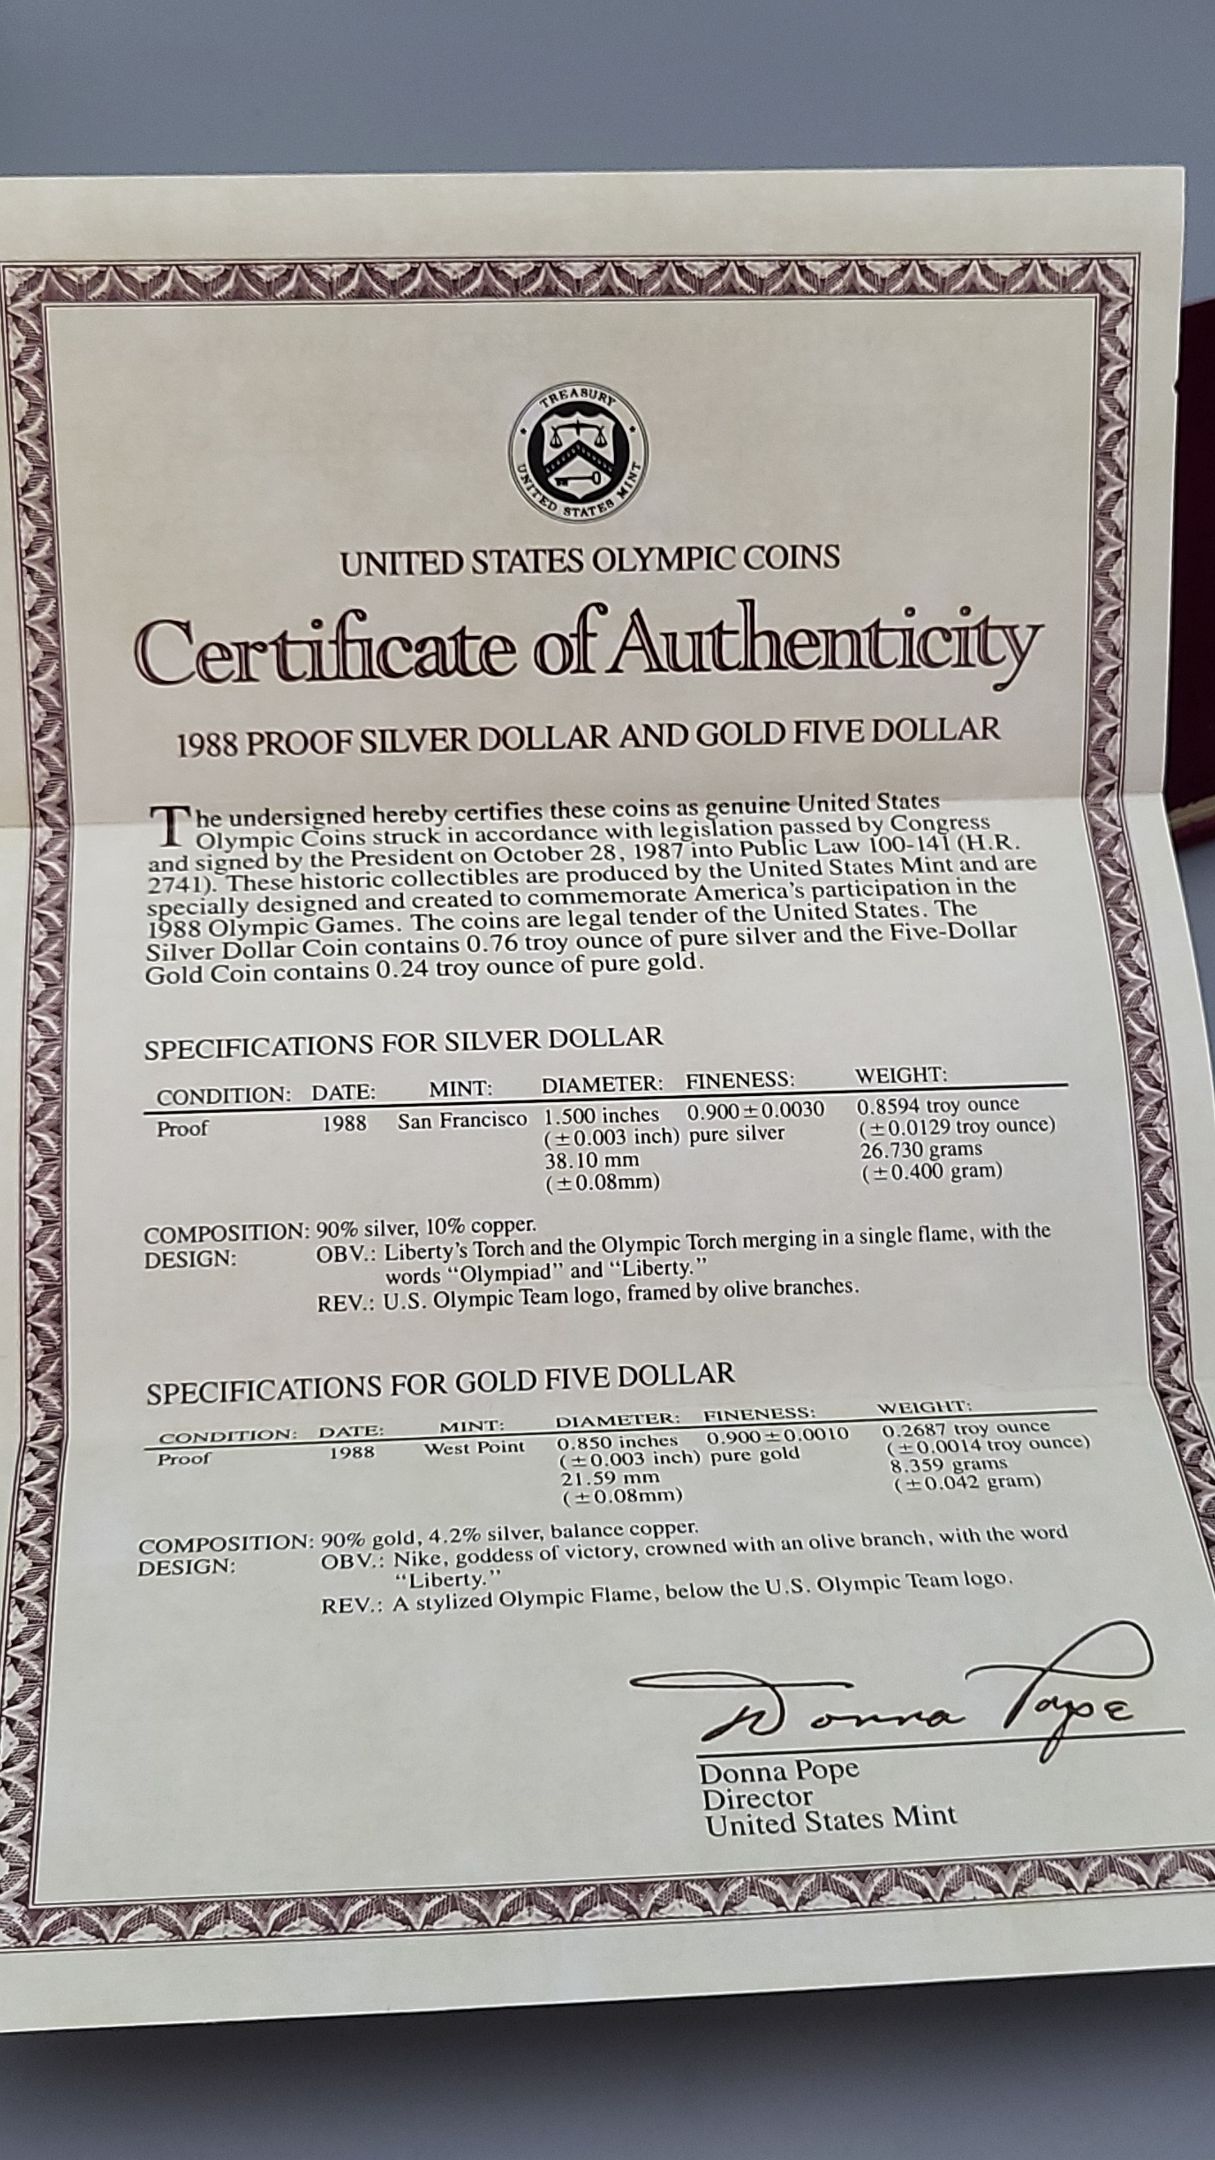 TREASURY
UNITED STATES MINT
UNITED STATES OLYMPIC COINS
Certificate of Authenticity
1988 PROOF SILVER DOLLAR AND GOLD FIVE DOLLAR
The undersigned hereby certifies these coins as genuine United States
Olympic Coins struck in accordance with legislation passed by Congress
and signed by the President on October 28, 1987 into Public Law 100-141 (H.R.
2741). These historic collectibles are produced by the United States Mint and are
specially designed and created to commemorate America's participation in the
1988 Olympic Games. The coins are legal tender of the United States. The
Silver Dollar Coin contains 0.76 troy ounce of pure silver and the Five-Dollar
Gold Coin contains 0.24 troy ounce of pure gold.
SPECIFICATIONS FOR SILVER DOLLAR
CONDITION: DATE: MINT: DIAMETER: FINENESS: WEIGHT:
Proof 1988 San Francisco 1.500 inches 0.900±0.0030 0.8594 troy ounce
(±0.003 inch) pure silver (±0.0129 troy ounce)
38.10 mm 26.730 grams
(±0.08mm) (±0.400 gram)
COMPOSITION: 90% silver, 10% copper.
DESIGN: OBV.: Liberty's Torch and the Olympic Torch merging in a single flame, with the
words "Olympiad" and "Liberty."
REV.: U.S. Olympic Team logo, framed by olive branches.
SPECIFICATIONS FOR GOLD FIVE DOLLAR
CONDITION: DATE: MINT: DIAMETER: FINENESS: WEIGHT:
Proof 1988 West Point 0.850 inches 0.900±0.0010 0.2687 troy ounce
(±0.003 inch) pure gold (±0.0014 troy ounce)
21.59 mm 8.359 grams
(±0.08mm) (±0.042 gram)
COMPOSITION: 90% gold, 4.2% silver, balance copper.
DESIGN: OBV.: Nike, goddess of victory, crowned with an olive branch, with the word
"Liberty."
REV.: A stylized Olympic Flame, below the U.S. Olympic Team logo.
Donna Pope
Donna Pope
Director
United States Mint